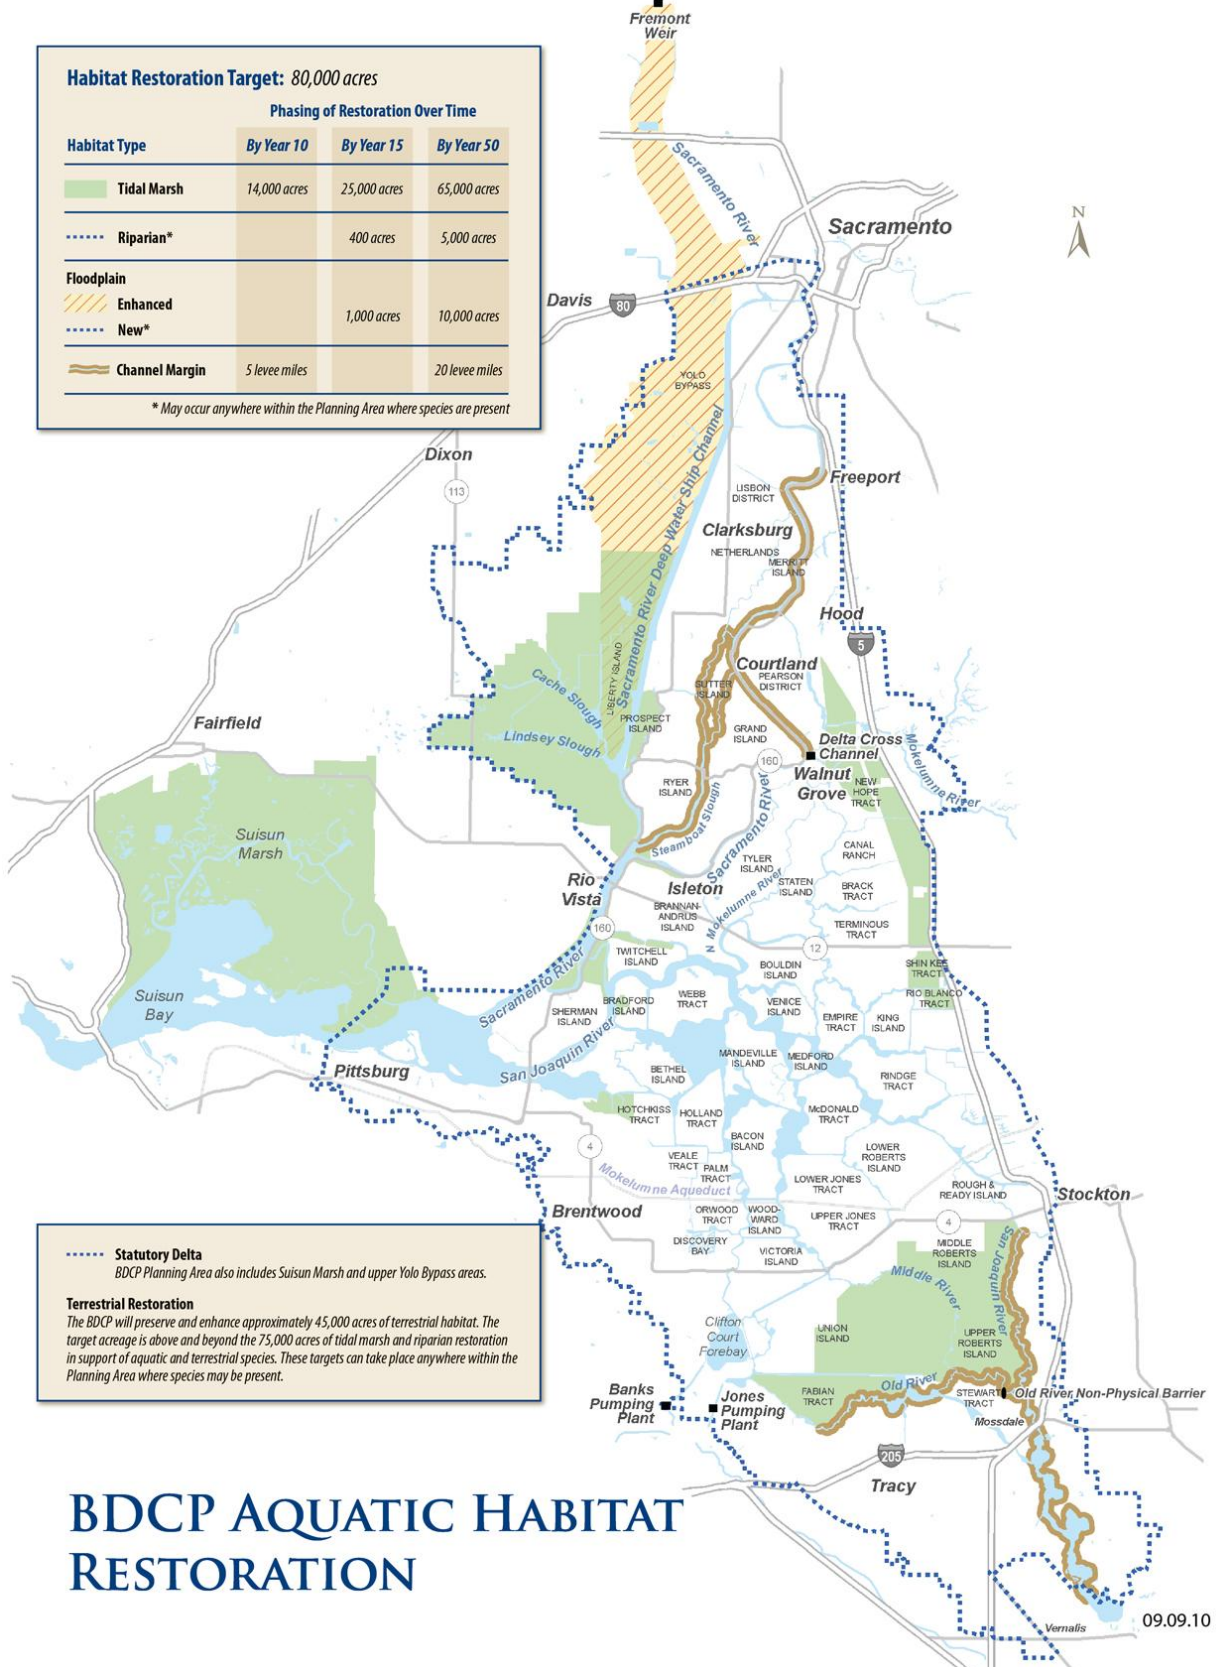 Fremont
Weir
Habitat Restoration Target: 80,000 acres
Phasing of Restoration Over Time
Habitat Type By Year 10 By Year 15 By Year 50
Tidal Marsh 14,000 acres 25,000 acres 65,000 acres
Riparian* 400 acres 5,000 acres
Floodplain
Enhanced
New*
1,000 acres 10,000 acres
Channel Margin 5 levee miles 20 levee miles
* May occur anywhere within the Planning Area where species are present
N
Sacramento River
Sacramento
Davis
80
YOLO
BYPASS
Sacramento River Deep Water Ship Channel
Dixon
113
Freeport
LISBON
DISTRICT
Clarksburg
NETHERLANDS
MERRITT
ISLAND
Hood
5
Courtland
PEARSON
DISTRICT
SUTTER
ISLAND
LIBERTY ISLAND
Cache Slough
Lindsey Slough
PROSPECT
ISLAND
Fairfield
GRAND
ISLAND
Delta Cross
Channel
160
Walnut
Grove
Mokelumne River
NEW
HOPE
TRACT
RYER
ISLAND
Steamboat Slough
Sacramento River
Suisun
Marsh
CANAL
RANCH
TYLER
ISLAND
STATEN
ISLAND
BRACK
TRACT
Rio
Vista
Isleton
N Mokelumne River
BRANNAN-
ANDRUS
ISLAND
TERMINOUS
TRACT
160
12
TWITCHELL
ISLAND
BOULDIN
ISLAND
SHIN KEE
TRACT
Suisun
Bay
Sacramento River
SHERMAN
ISLAND
BRADFORD
ISLAND
WEBB
TRACT
VENICE
ISLAND
RIO BLANCO
TRACT
EMPIRE
TRACT
KING
ISLAND
San Joaquin River
Pittsburg
BETHEL
ISLAND
MANDEVILLE
ISLAND
MEDFORD
ISLAND
RINDGE
TRACT
HOTCHKISS
TRACT
HOLLAND
TRACT
McDONALD
TRACT
4
BACON
ISLAND
LOWER
ROBERTS
ISLAND
VEALE
TRACT
PALM
TRACT
Mokelumne Aqueduct
LOWER JONES
TRACT
ROUGH &
READY ISLAND
Stockton
Brentwood
ORWOOD
TRACT
WOOD-
WARD
ISLAND
UPPER JONES
TRACT
4
DISCOVERY
BAY
VICTORIA
ISLAND
MIDDLE
ROBERTS
ISLAND
San Joaquin River
Middle River
Statutory Delta
BDCP Planning Area also includes Suisun Marsh and upper Yolo Bypass areas.
Terrestrial Restoration
The BDCP will preserve and enhance approximately 45,000 acres of terrestrial habitat. The
target acreage is above and beyond the 75,000 acres of tidal marsh and riparian restoration
in support of aquatic and terrestrial species. These targets can take place anywhere within the
Planning Area where species may be present.
Clifton
Court
Forebay
UNION
ISLAND
UPPER
ROBERTS
ISLAND
Banks
Pumping
Plant
Jones
Pumping
Plant
FABIAN
TRACT
Old River
STEWART
TRACT
Old River Non-Physical Barrier
Mossdale
205
Tracy
BDCP Aquatic Habitat
Restoration
Vernalis
09.09.10